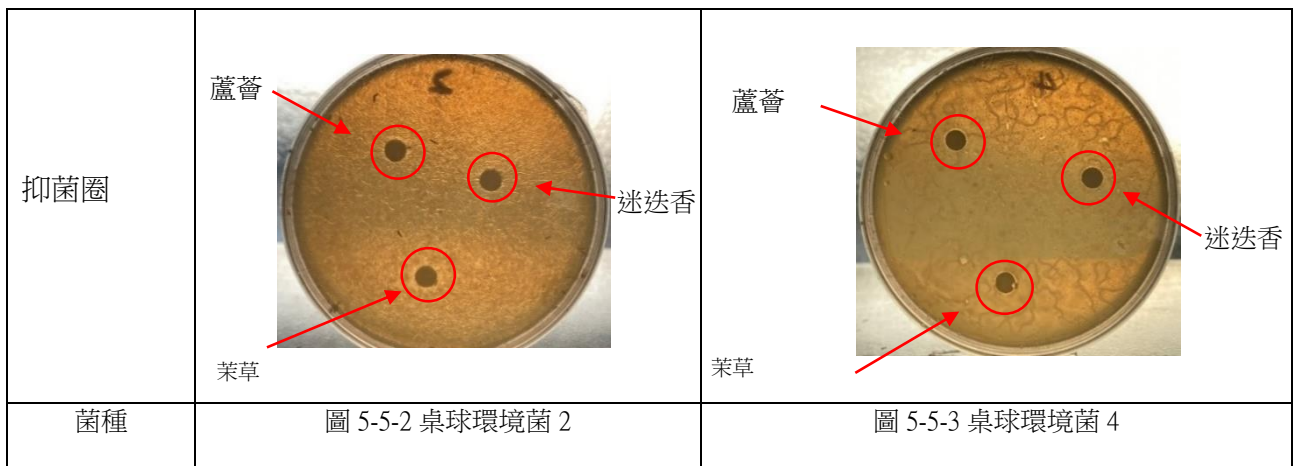 抑菌圈
蘆薈
迷迭香
茉草
蘆薈
迷迭香
茉草
菌種
圖 5-5-2 桌球環境菌 2
圖 5-5-3 桌球環境菌 4